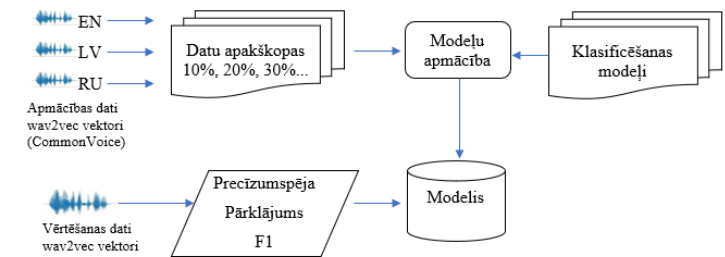 EN
LV
RU
Apmācības dati
wav2vec vektori
(CommonVoice)
Datu apakškopas
10%, 20%, 30%...
Modeļu
apmācība
Klasificēšanas
modeļi
Vērtēšanas dati
wav2vec vektori
Precīzumspēja
Pārklājums
F1
Modelis